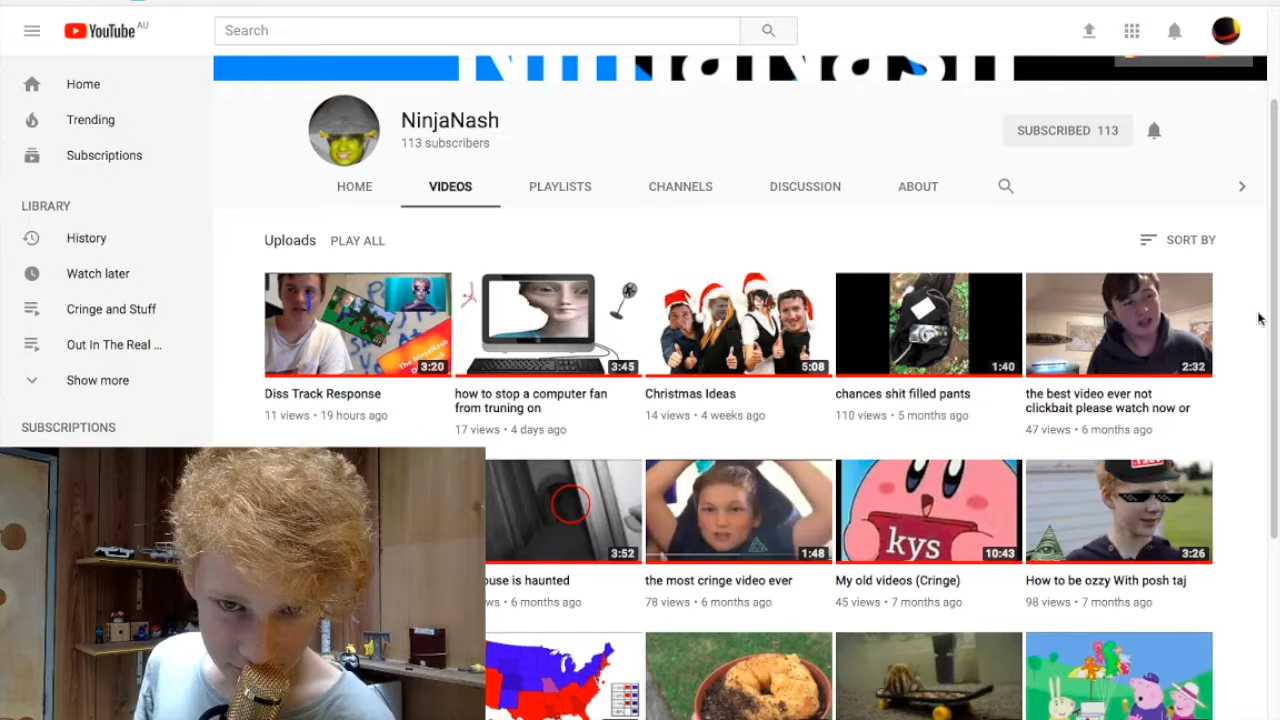 YouTube AU
Search
Home
Trending
Subscriptions
LIBRARY
History
Watch later
Cringe and Stuff
Out In The Real ...
Show more
SUBSCRIPTIONS
NinjaNash
NinjaNash
113 subscribers
SUBSCRIBED 113
HOME
VIDEOS
PLAYLISTS
CHANNELS
DISCUSSION
ABOUT
Uploads
PLAY ALL
SORT BY
3:20
Diss Track Response
11 views • 19 hours ago
3:45
how to stop a computer fan
from truning on
17 views • 4 days ago
5:08
Christmas Ideas
14 views • 4 weeks ago
1:40
chances shit filled pants
110 views • 5 months ago
2:32
the best video ever not
clickbait please watch now or
47 views • 6 months ago
3:52
ouse is haunted
ws • 6 months ago
1:48
the most cringe video ever
78 views • 6 months ago
kys
10:43
My old videos (Cringe)
45 views • 7 months ago
3:26
How to be ozzy With posh taj
98 views • 7 months ago